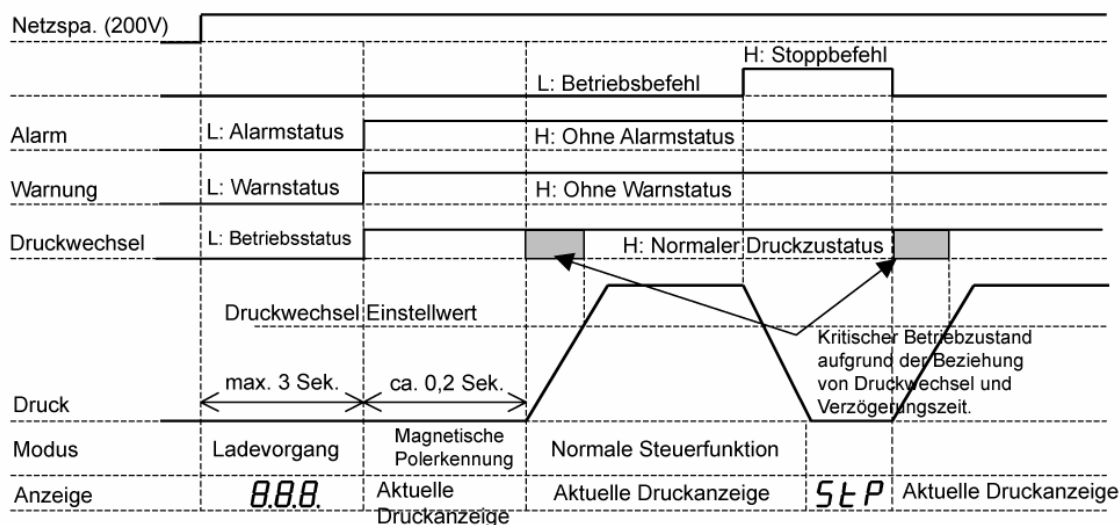 Netzspa. (200V)
H: Stoppbefehl
L: Betriebsbefehl
Alarm
L: Alarmstatus
H: Ohne Alarmstatus
Warnung
L: Warnstatus
H: Ohne Warnstatus
Druckwechsel
L: Betriebsstatus
H: Normaler Druckzustatus
Druckwechsel Einstellwert
Kritischer Betriebzustand
aufgrund der Beziehung
von Druckwechsel und
Verzögerungszeit.
max. 3 Sek.
ca. 0,2 Sek.
Druck
Modus
Ladevorgang
Magnetische
Polerkennung
Normale Steuerfunktion
Anzeige
8.8.8.
Aktuelle
Druckanzeige
Aktuelle Druckanzeige
StP
Aktuelle Druckanzeige